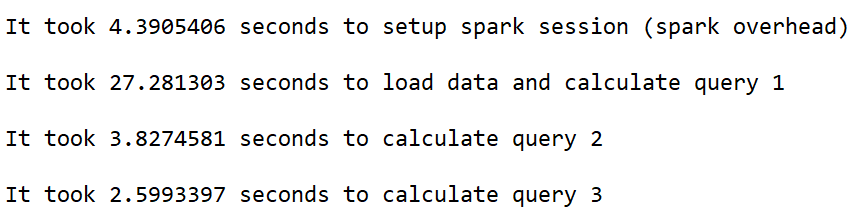 It took 4.3905406 seconds to setup spark session (spark overhead)
It took 27.281303 seconds to load data and calculate query 1
It took 3.8274581 seconds to calculate query 2
It took 2.5993397 seconds to calculate query 3